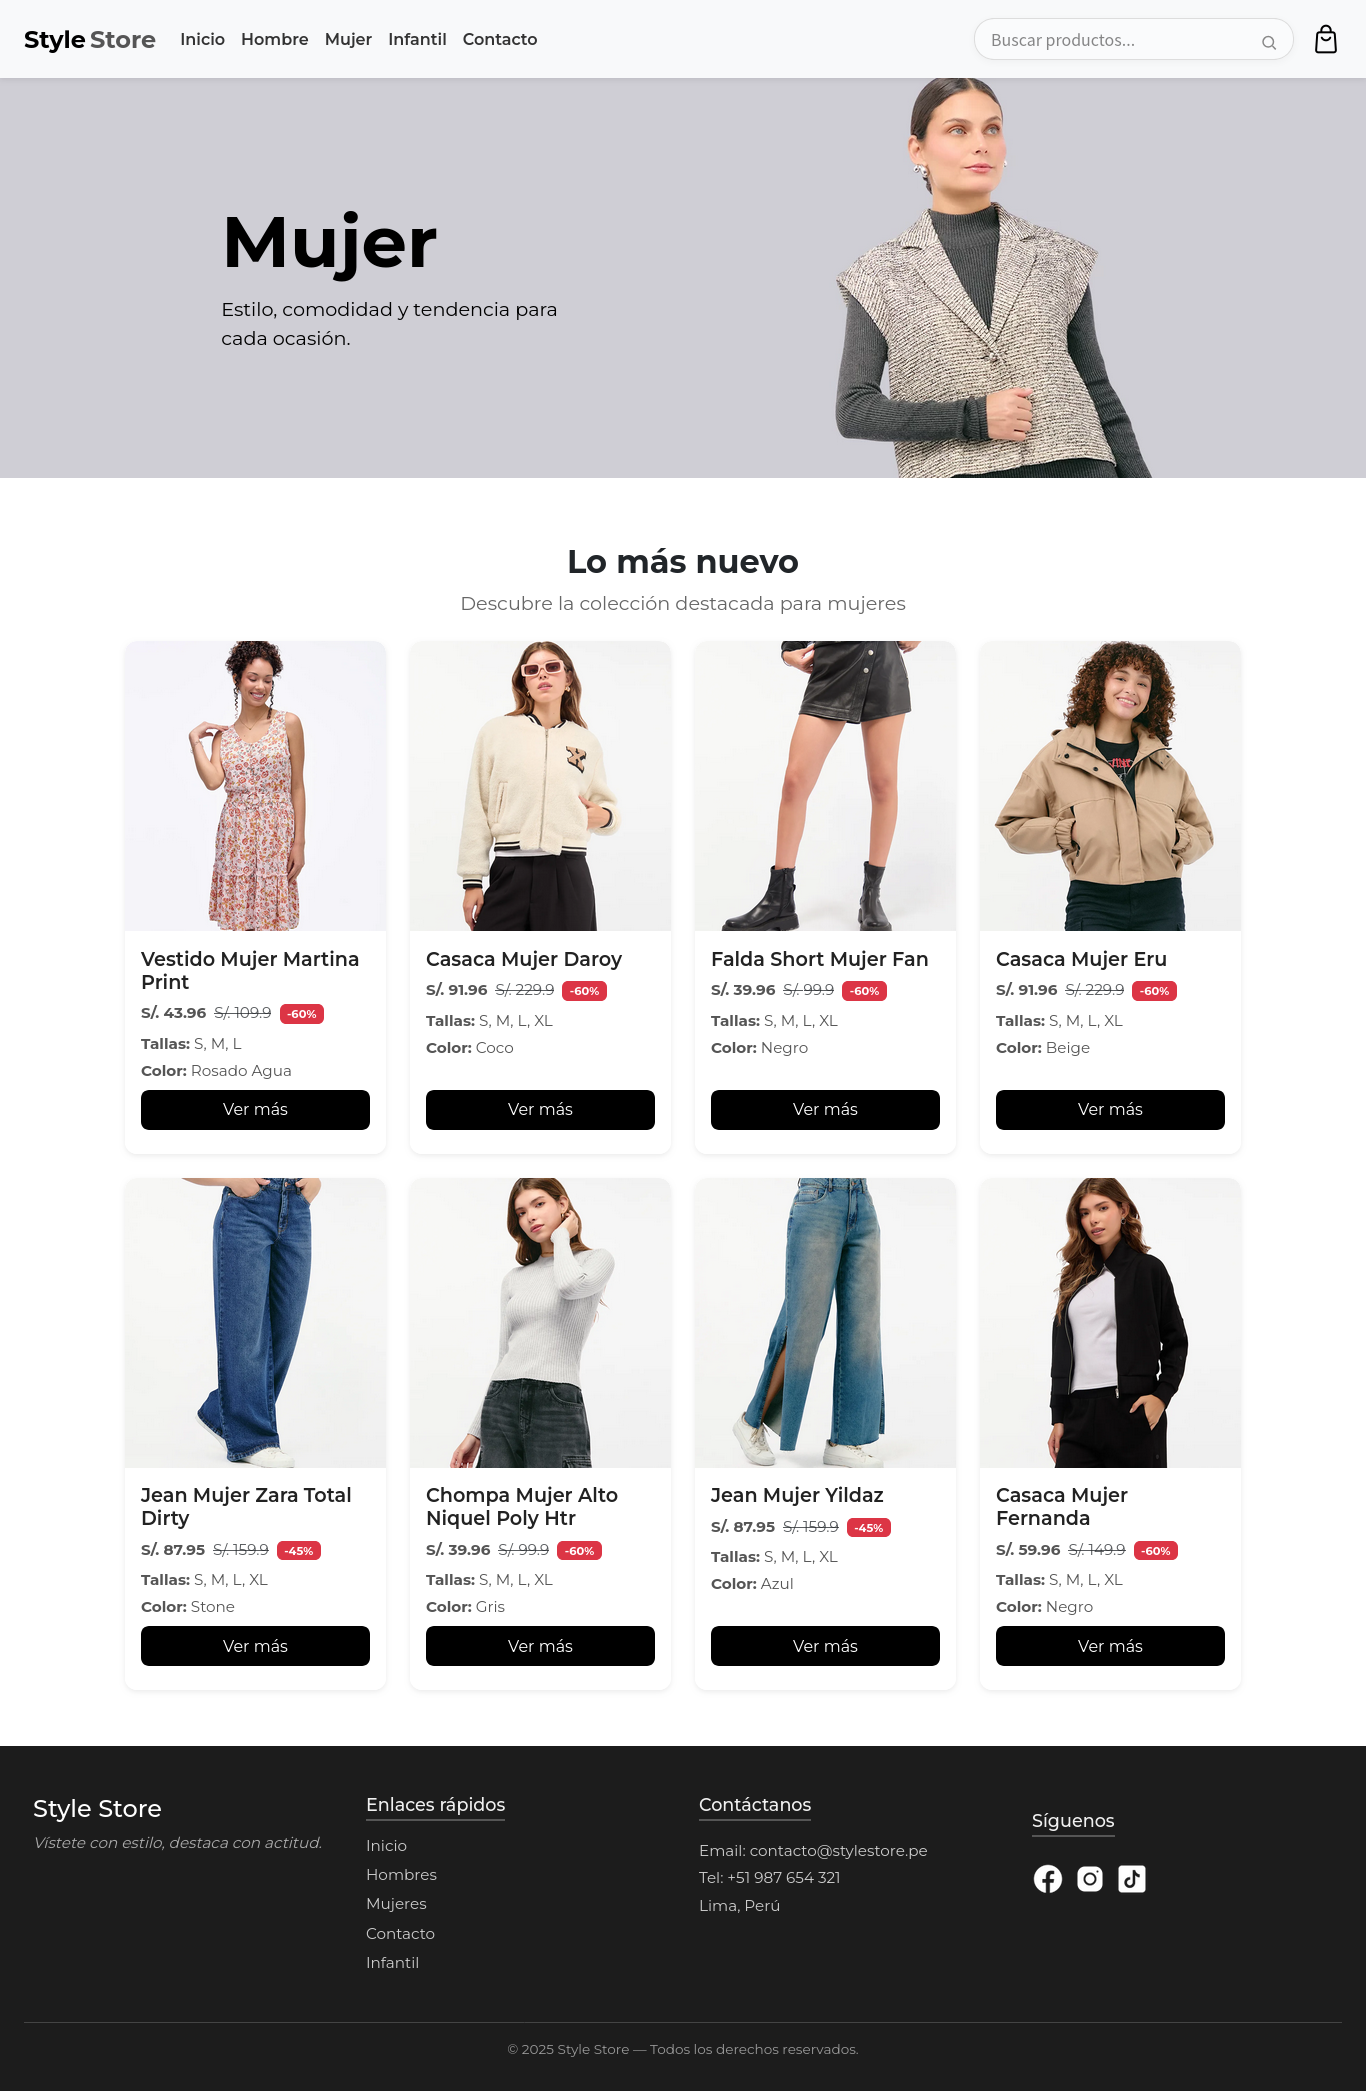 Style Store Inicio Hombre Mujer Infantil Contacto Buscar productos...
Mujer
Estilo, comodidad y tendencia para
cada ocasión.
Lo más nuevo
Descubre la colección destacada para mujeres
Vestido Mujer Martina
Print
S/. 43.96 S/. 109.9 -60%
Tallas: S, M, L
Color: Rosado Agua
Ver más
Casaca Mujer Daroy
S/. 91.96 S/. 229.9 -60%
Tallas: S, M, L, XL
Color: Coco
Ver más
Falda Short Mujer Fan
S/. 39.96 S/. 99.9 -60%
Tallas: S, M, L, XL
Color: Negro
Ver más
Casaca Mujer Eru
S/. 91.96 S/. 229.9 -60%
Tallas: S, M, L, XL
Color: Beige
Ver más
Jean Mujer Zara Total
Dirty
S/. 87.95 S/. 159.9 -45%
Tallas: S, M, L, XL
Color: Stone
Ver más
Chompa Mujer Alto
Niquel Poly Htr
S/. 39.96 S/. 99.9 -60%
Tallas: S, M, L, XL
Color: Gris
Ver más
Jean Mujer Yildaz
S/. 87.95 S/. 159.9 -45%
Tallas: S, M, L, XL
Color: Azul
Ver más
Casaca Mujer
Fernanda
S/. 59.96 S/. 149.9 -60%
Tallas: S, M, L, XL
Color: Negro
Ver más
Style Store
Vístete con estilo, destaca con actitud.
Enlaces rápidos
Inicio
Hombres
Mujeres
Contacto
Infantil
Contáctanos
Email: contacto@stylestore.pe
Tel: +51 987 654 321
Lima, Perú
Síguenos
© 2025 Style Store — Todos los derechos reservados.